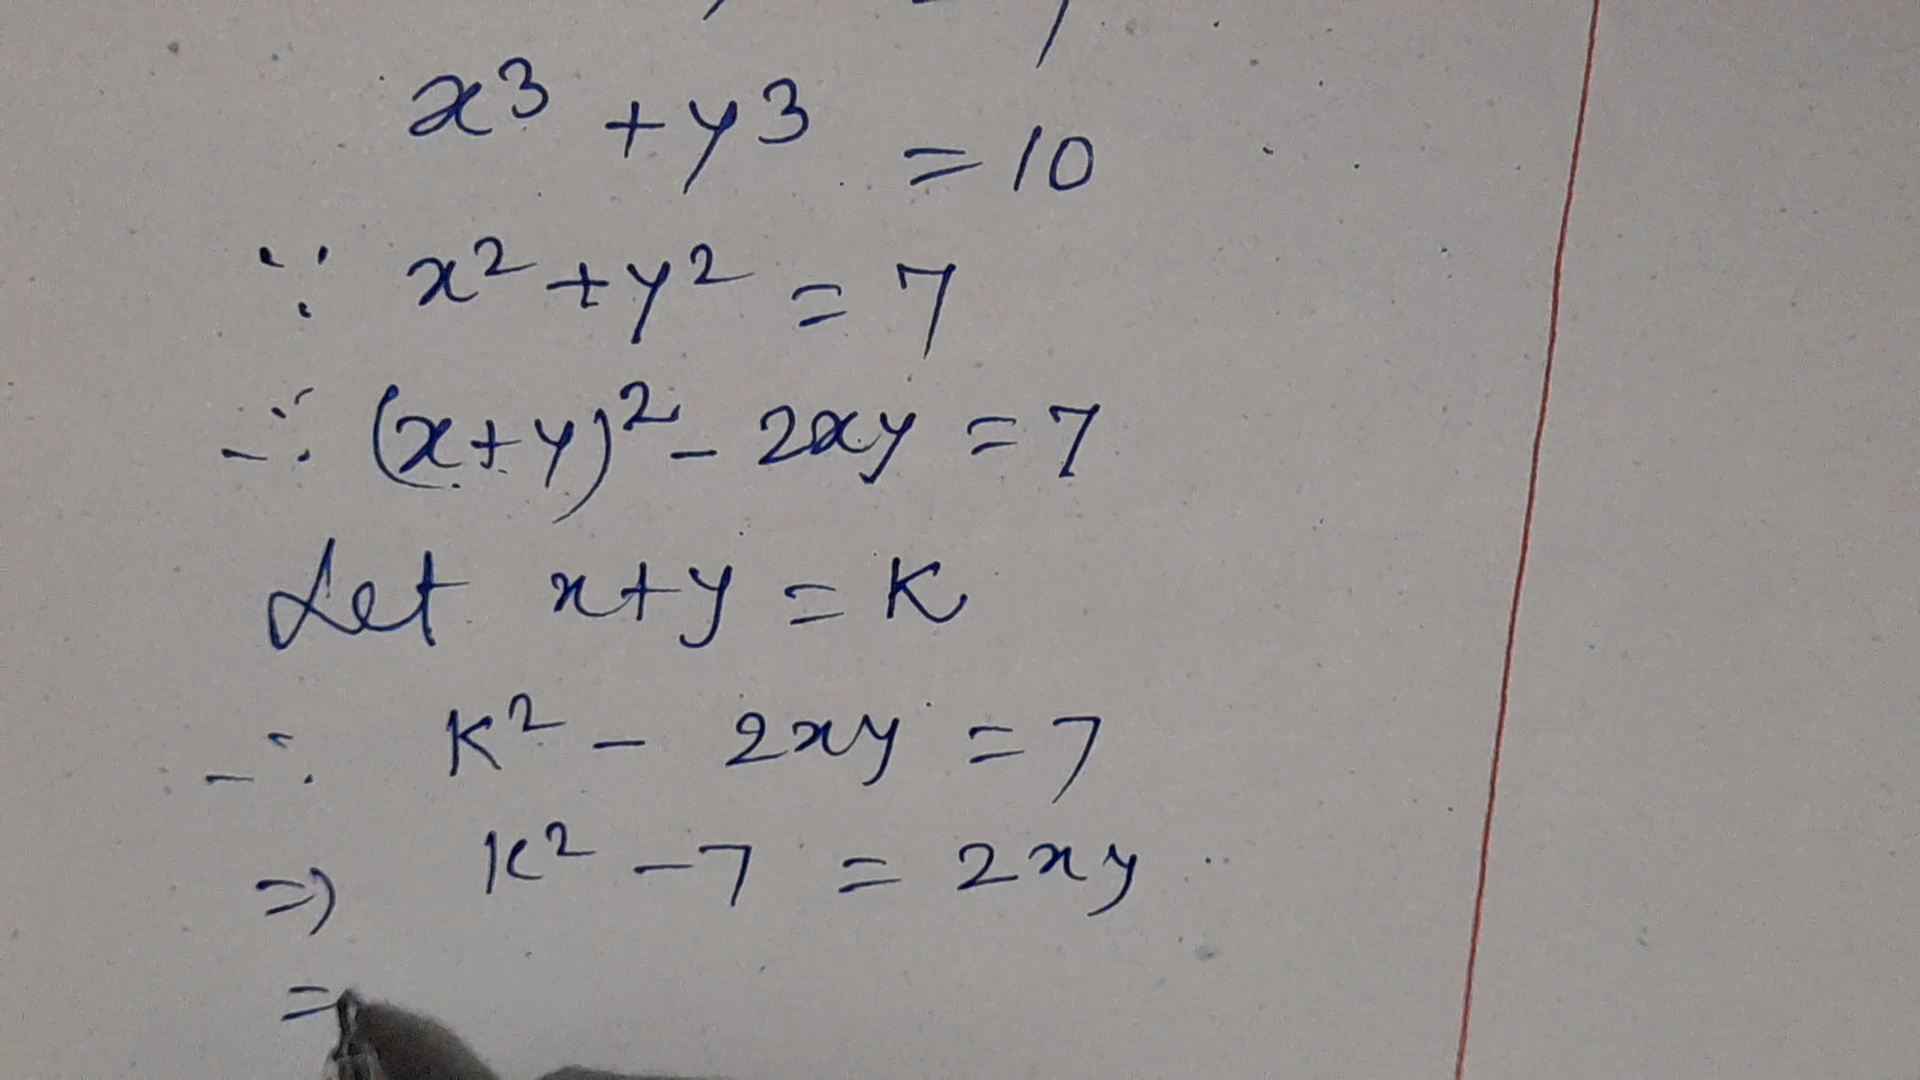 x³ + y³ = 10
∵ x² + y² = 7
∴ (x+y)² - 2xy = 7
Let x+y = K
∴ K² - 2xy = 7
⇒ K² - 7 = 2xy
=